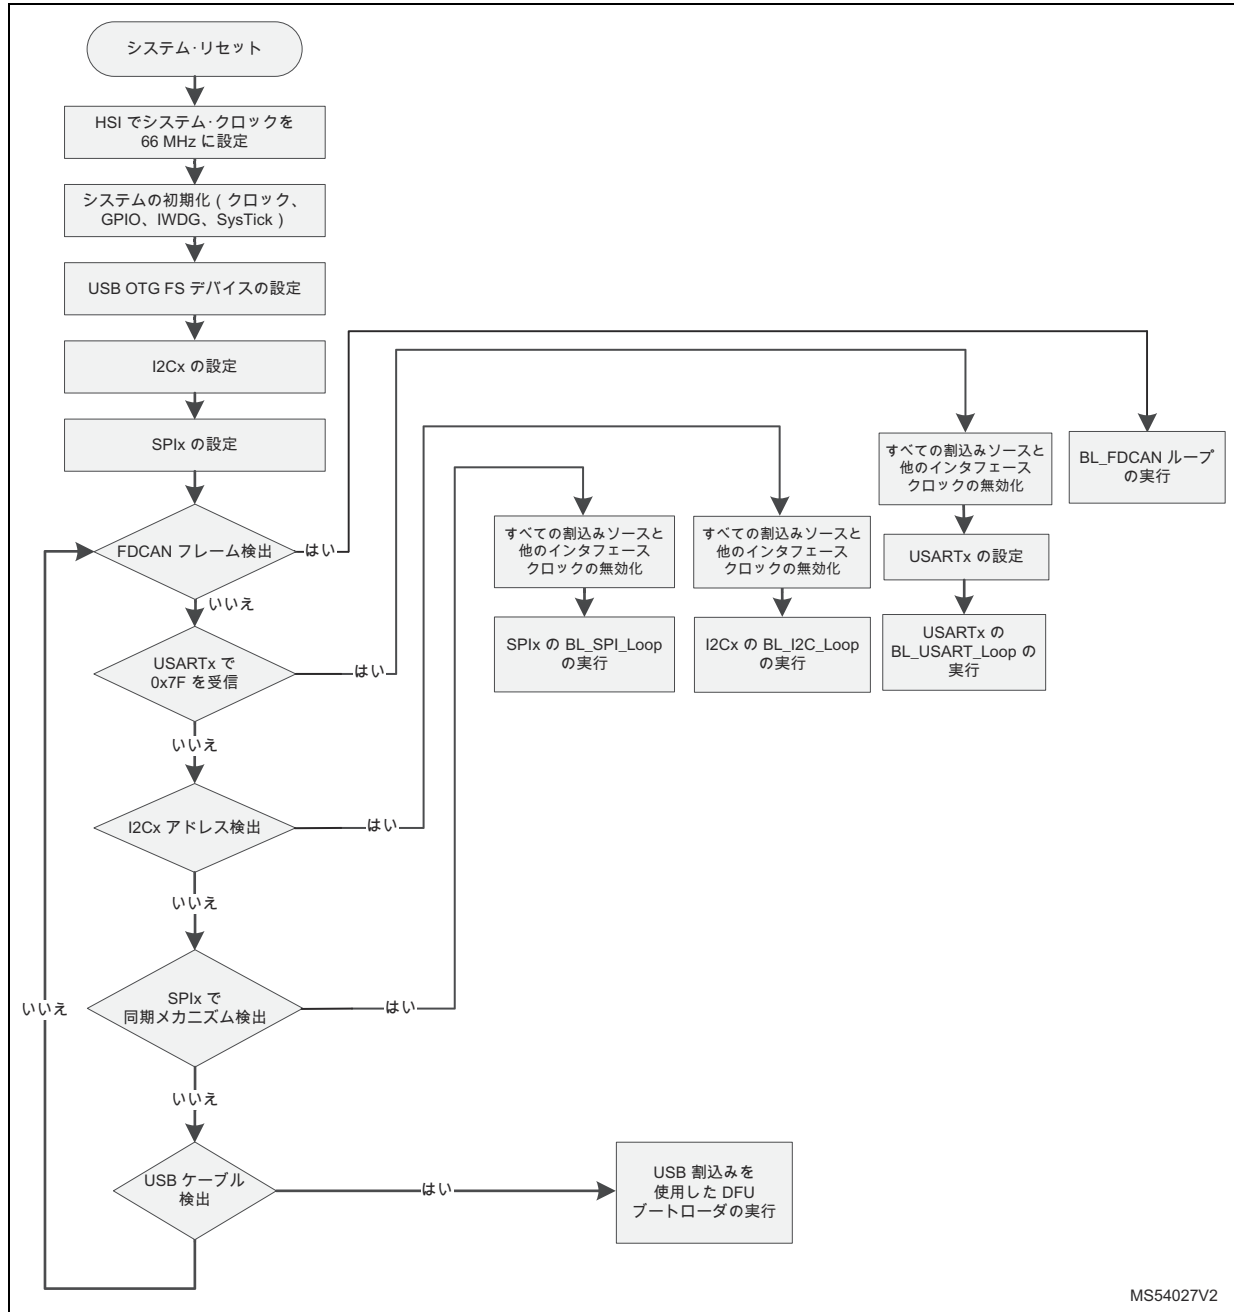 システム･リセット
HSI でシステム･クロックを
66 MHz に設定
システムの初期化 ( クロック、
GPIO、IWDG、SysTick )
USB OTG FS デバイスの設定
I2Cx の設定
SPIx の設定
FDCAN フレーム検出
はい
いいえ
USARTx で
0x7F を受信
はい
いいえ
I2Cx アドレス検出
はい
いいえ
SPIx で
同期メカニズム検出
はい
いいえ
いいえ
USB ケーブル
検出
はい
すべての割込みソースと
他のインタフェース
クロックの無効化
SPIx の BL_SPI_Loop
の実行
すべての割込みソースと
他のインタフェース
クロックの無効化
I2Cx の BL_I2C_Loop
の実行
すべての割込みソースと
他のインタフェース
クロックの無効化
USARTx の設定
USARTx の
BL_USART_Loop の
実行
BL_FDCAN ループ
の実行
USB 割込みを
使用した DFU
ブートローダの実行
MS54027V2